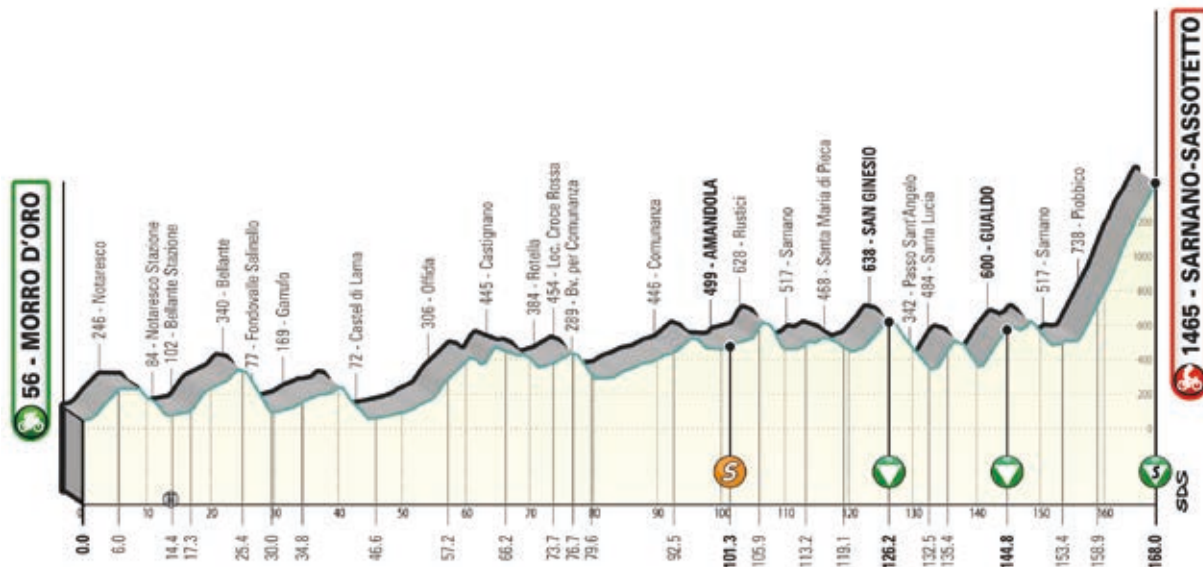 56 - MORRO D'ORO
246 - Notaresco
84 - Notaresco Stazione
102 - Bellante Stazione
340 - Bellante
77 - Fondovalle Salinello
169 - Garrufo
72 - Castel di Lama
306 - Offida
445 - Castignano
384 - Rotella
454 - Loc. Croce Rossa
289 - Bv. per Comunanza
446 - Comunanza
499 - AMANDOLA
628 - Rustici
517 - Sarnano
468 - Santa Maria di Pieca
638 - SAN GINESIO
342 - Passo Sant'Angelo
484 - Santa Lucia
600 - GUALDO
517 - Sarnano
738 - Piobbico
1465 - SARNANO-SASSOTETTO
1000
800
600
400
200
0
S
S
SDS
0 10 20 30 40 50 60 70 80 90 100 110 120 130 140 150 160
0.0 6.0 14.4 17.3 25.4 30.0 34.8 46.6 57.2 66.2 73.7 76.7 79.6 92.5 101.3 105.9 113.2 119.1 126.2 132.5 135.4 144.8 153.4 158.9 168.0